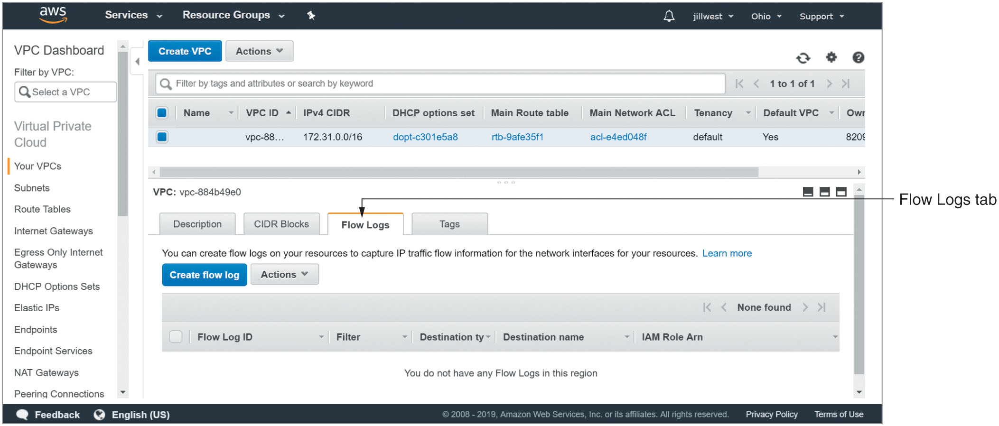 aws Services Resource Groups jillwest Ohio Support
VPC Dashboard
Filter by VPC:
Select a VPC
Virtual Private
Cloud
Your VPCs
Subnets
Route Tables
Internet Gateways
Egress Only Internet
Gateways
DHCP Options Sets
Elastic IPs
Endpoints
Endpoint Services
NAT Gateways
Peering Connections
Create VPC Actions
Filter by tags and attributes or search by keyword 1 to 1 of 1
Name VPC ID IPv4 CIDR DHCP options set Main Route table Main Network ACL Tenancy Default VPC Own
vpc-88... 172.31.0.0/16 dopt-c301e5a8 rtb-9afe35f1 acl-e4ed048f default Yes 8209
VPC: vpc-884b49e0
Flow Logs tab
Description CIDR Blocks Flow Logs Tags
You can create flow logs on your resources to capture IP traffic flow information for the network interfaces for your resources. Learn more
Create flow log Actions
None found
Flow Log ID Filter Destination ty Destination name IAM Role Arn
You do not have any Flow Logs in this region
Feedback English (US) © 2008 - 2019, Amazon Web Services, Inc. or its affiliates. All rights reserved. Privacy Policy Terms of Use